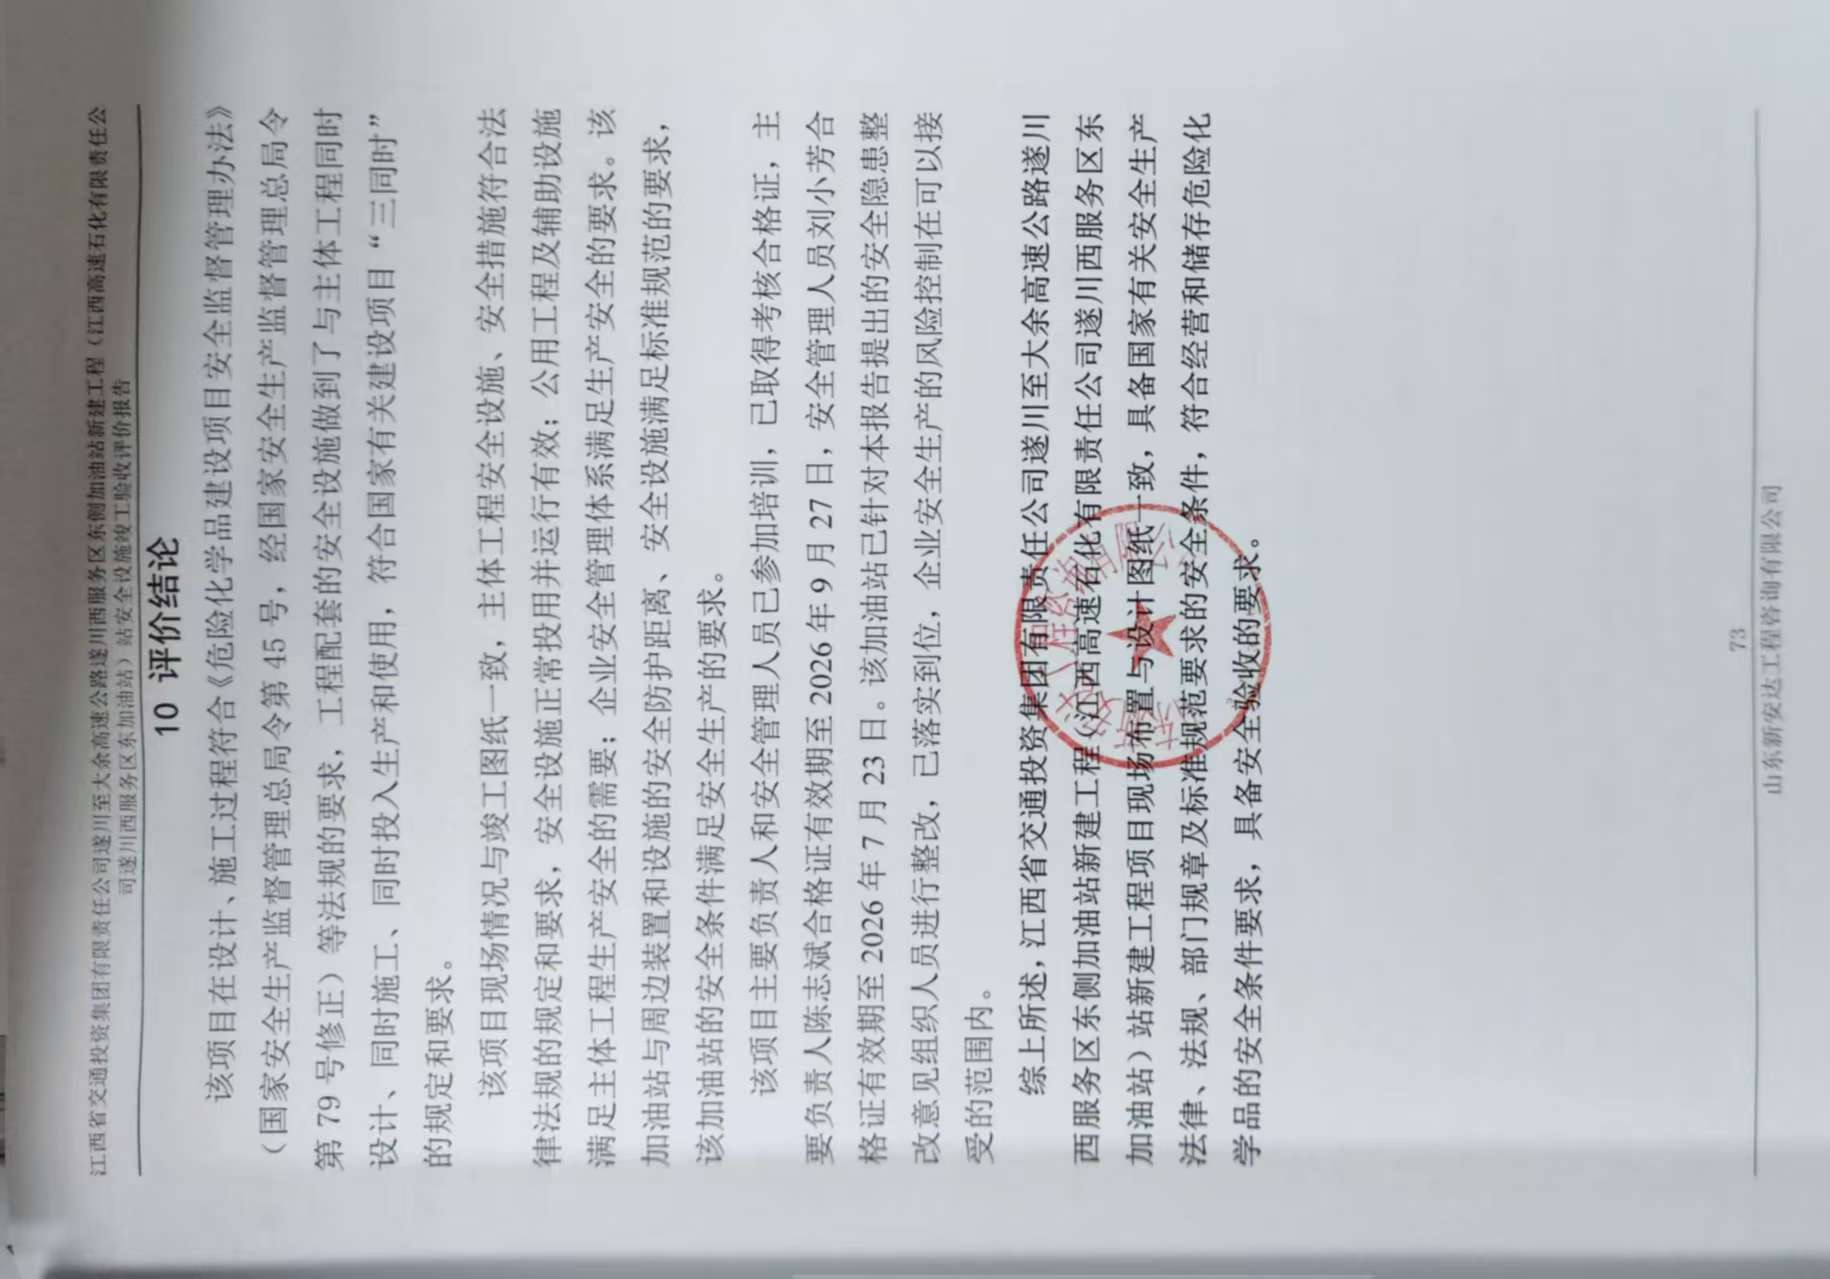 江西省交通投资集团有限责任公司遂川至大余高速公路遂川西服务区东侧加油站新建工程（江西高速石化有限责任公
司遂川西服务区东加油站）站安全设施竣工验收评价报告
10 评价结论
该项目在设计、施工过程符合《危险化学品建设项目安全监督管理办法》
（国家安全生产监督管理总局令第 45 号，经国家安全生产监督管理总局令
第 79 号修正）等法规的要求，工程配套的安全设施做到了与主体工程同时
设计、同时施工、同时投入生产和使用，符合国家有关建设项目“三同时”
的规定和要求。
该项目现场情况与竣工图纸一致，主体工程安全设施、安全措施符合法
律法规的规定和要求，安全设施正常投用并运行有效；公用工程及辅助设施
满足主体工程生产安全的需要；企业安全管理体系满足生产安全的要求。该
加油站与周边装置和设施的安全防护距离、安全设施满足标准规范的要求，
该加油站的安全条件满足安全生产的要求。
该项目主要负责人和安全管理人员已参加培训，已取得考核合格证，主
要负责人陈志斌合格证有效期至 2026 年 9 月 27 日，安全管理人员刘小芳合
格证有效期至 2026 年 7 月 23 日。该加油站已针对本报告提出的安全隐患整
改意见组织人员进行整改，已落实到位，企业安全生产的风险控制在可以接
受的范围内。
综上所述，江西省交通投资集团有限责任公司遂川至大余高速公路遂川
西服务区东侧加油站新建工程（江西高速石化有限责任公司遂川西服务区东
加油站）站新建工程项目现场布置与设计图纸一致，具备国家有关安全生产
法律、法规、部门规章及标准规范要求的安全条件，符合经营和储存危险化
学品的安全条件要求，具备安全验收的要求。
73
山东新安达工程咨询有限公司